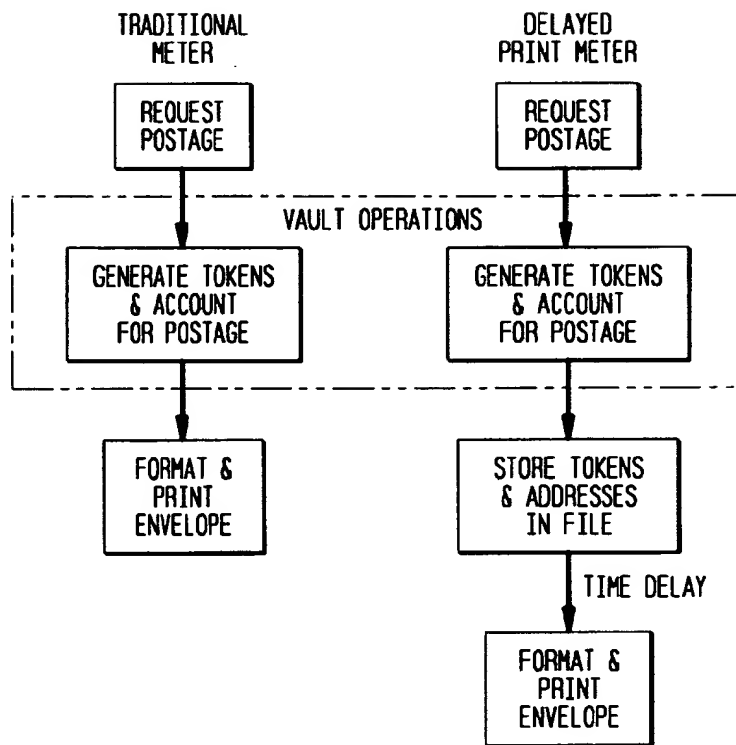 TRADITIONAL
METER
DELAYED
PRINT METER
REQUEST
POSTAGE
REQUEST
POSTAGE
VAULT OPERATIONS
GENERATE TOKENS
& ACCOUNT
FOR POSTAGE
GENERATE TOKENS
& ACCOUNT
FOR POSTAGE
FORMAT &
PRINT
ENVELOPE
STORE TOKENS
& ADDRESSES
IN FILE
TIME DELAY
FORMAT &
PRINT
ENVELOPE